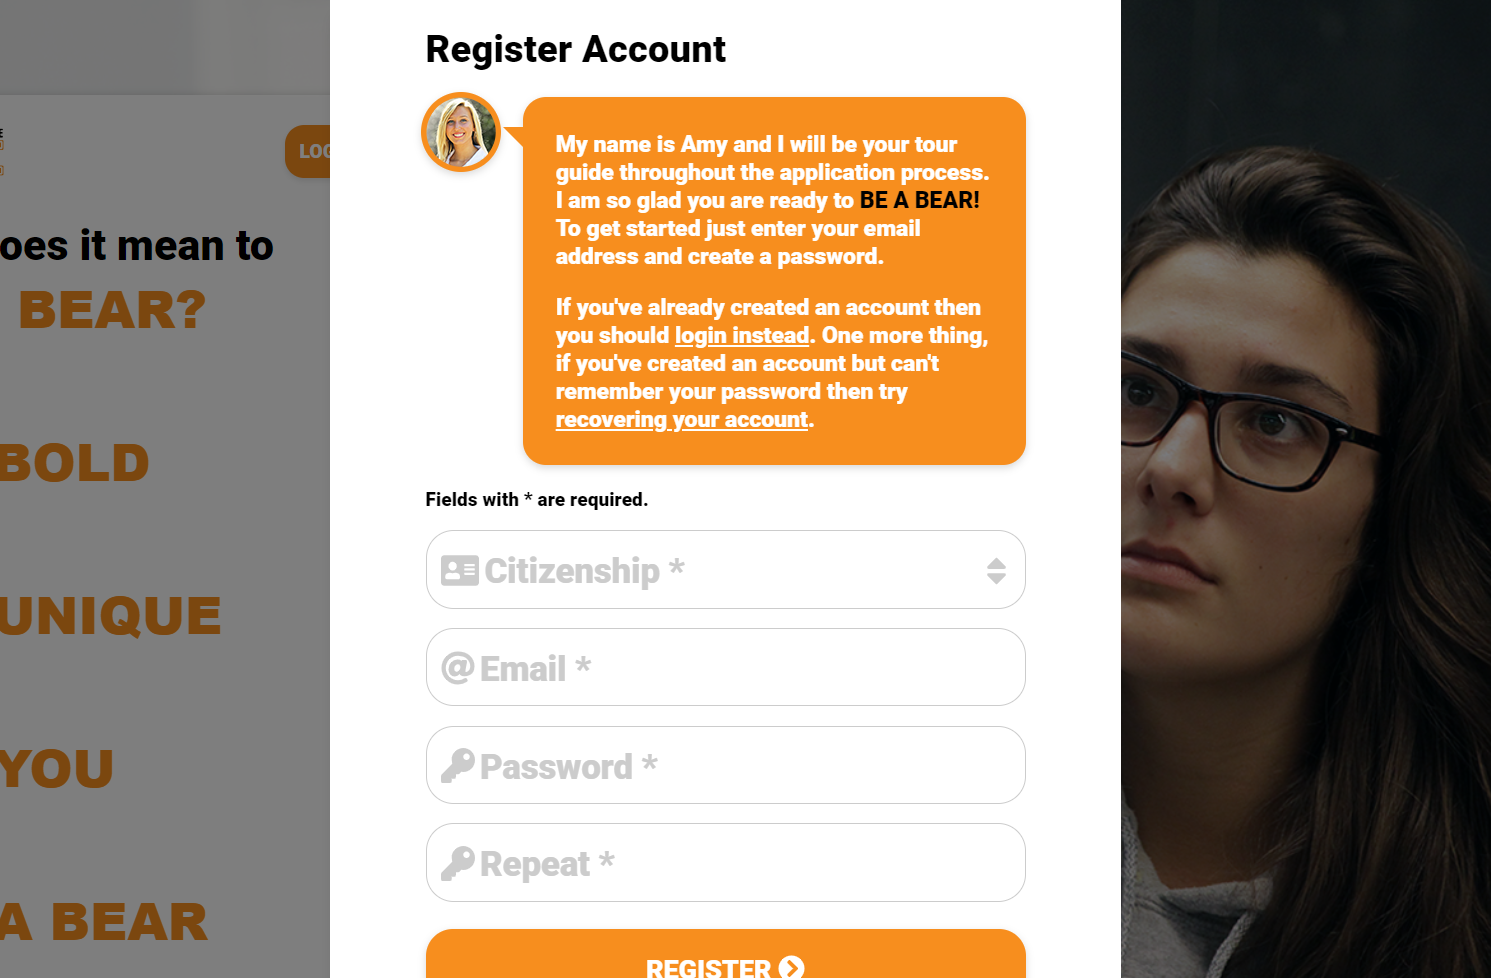 Register Account
My name is Amy and I will be your tour
guide throughout the application process.
I am so glad you are ready to BE A BEAR!
To get started just enter your email
address and create a password.
If you've already created an account then
you should login instead. One more thing,
if you've created an account but can't
remember your password then try
recovering your account.
Fields with * are required.
Citizenship *
Email *
Password *
Repeat *
REGISTER
LOG
oes it mean to
BEAR?
BOLD
UNIQUE
YOU
A BEAR